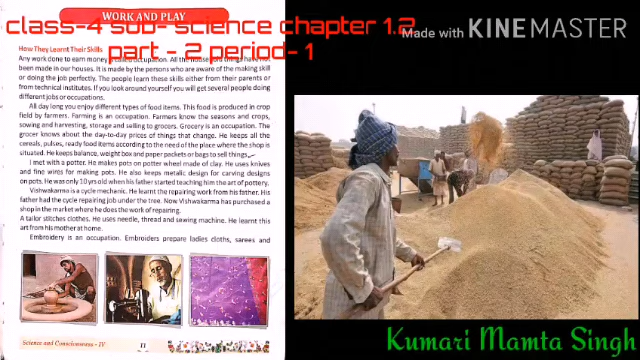 WORK AND PLAY
class-4 sub- science chapter 1.2
part - 2 period- 1
Made with KINEMASTER
How They Learnt Their Skills
Any work done to earn money is called occupation. All the household things have not
been made in our houses. It is made by the persons who are aware of the making skill
or doing the job perfectly. The people learn these skills either from their parents or
from technical institutes. If you look around you will get several people doing
different jobs or occupations.
All day long you enjoy different types of food items. This food is produced in crop
field by farmers. Farming is an occupation. Farmers know the seasons and crops,
sowing and harvesting, storage and selling to grocers. Grocery is an occupation. The
grocer knows about the day-to-day prices of things that change. He keeps all the
cereals, pulses, ready food items according to the need of the place where the shop is
situated. He keeps balance, weight box and paper packets or bags to sell things.
I met with a potter. He makes pots on potter wheel made of clay. He uses knives
and fine wires for making pots. He also keeps metalic design for carving designs
on pots. He was only 10 yrs old when his father started teaching him the art of pottery.
Vishwakarma is a cycle mechanic. He learnt the repairing work from his father. His
father had the cycle repairing job under the tree. Now Vishwakarma has purchased a
shop in the market where he does the work of repairing.
A tailor stitches clothes. He uses needle, thread and sewing machine. He learnt this
art from his mother at home.
Embroidery is an occupation. Embroiders prepare ladies cloths, sarees and
Science and Consciousness - IV
11
Kumari Mamta Singh